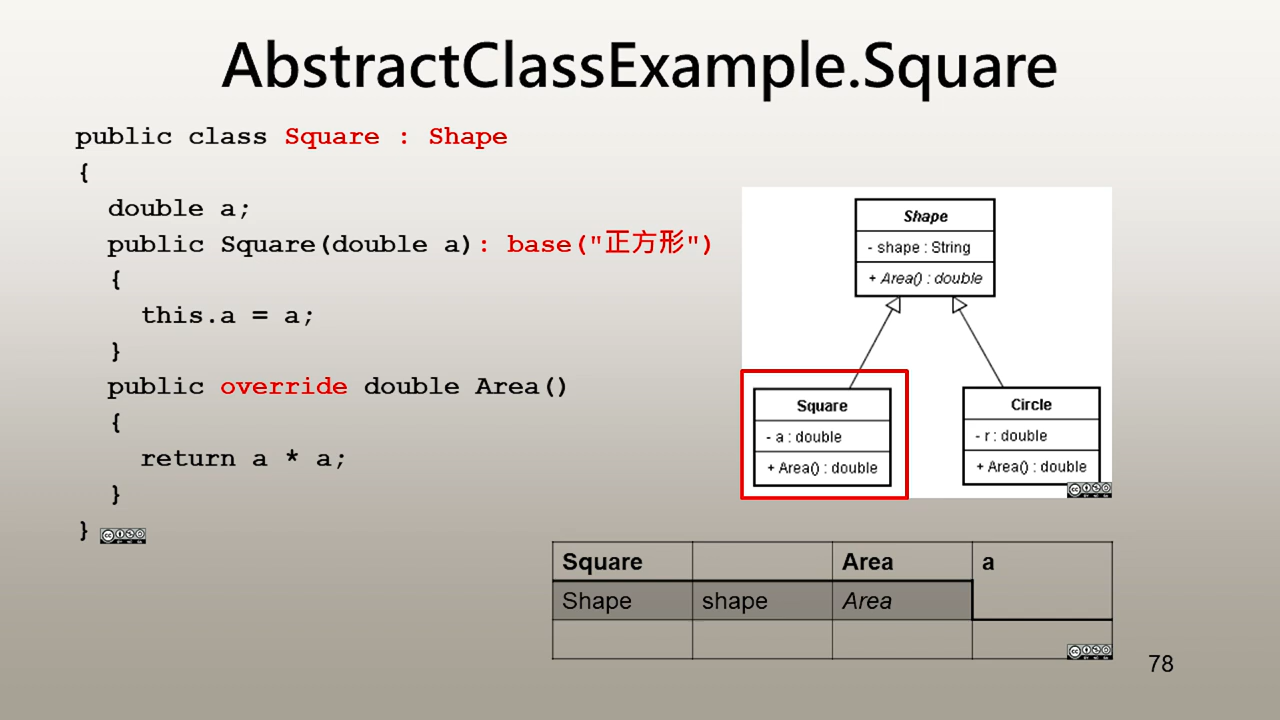 AbstractClassExample.Square
public class Square : Shape
{
double a;
public Square(double a): base("正方形")
{
this.a = a;
}
public override double Area()
{
return a * a;
}
}
Shape
- shape : String
+ Area() : double
Square
- a : double
+ Area() : double
Circle
- r : double
+ Area() : double
Square Area a
Shape shape Area
78